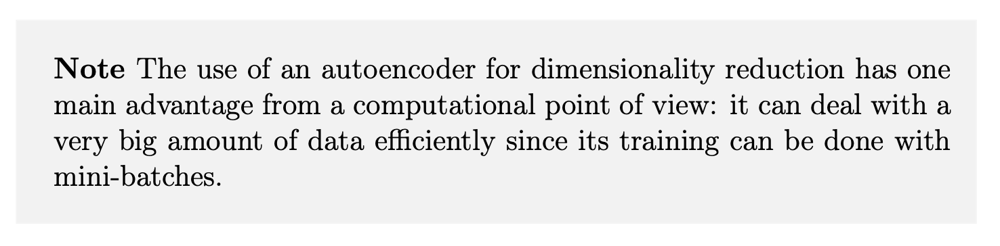 Note The use of an autoencoder for dimensionality reduction has one
main advantage from a computational point of view: it can deal with a
very big amount of data efficiently since its training can be done with
mini-batches.